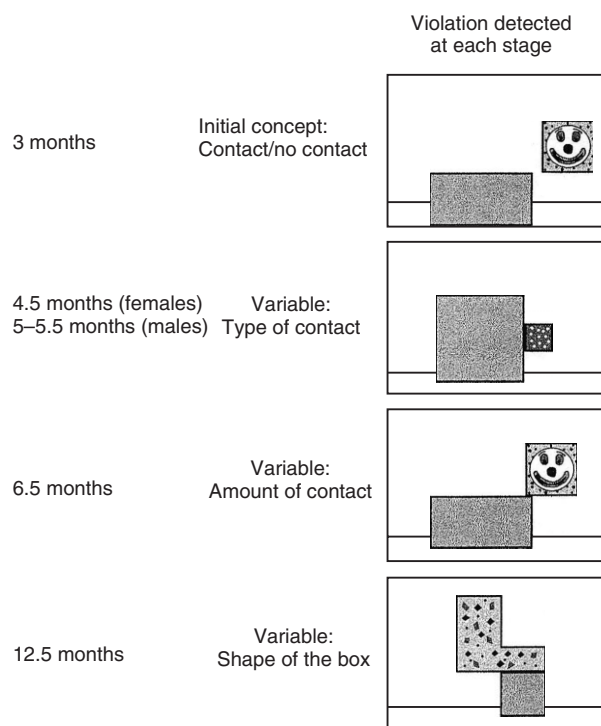 Violation detected
at each stage
3 months
Initial concept:
Contact/no contact
4.5 months (females)
5–5.5 months (males)
Variable:
Type of contact
6.5 months
Variable:
Amount of contact
12.5 months
Variable:
Shape of the box